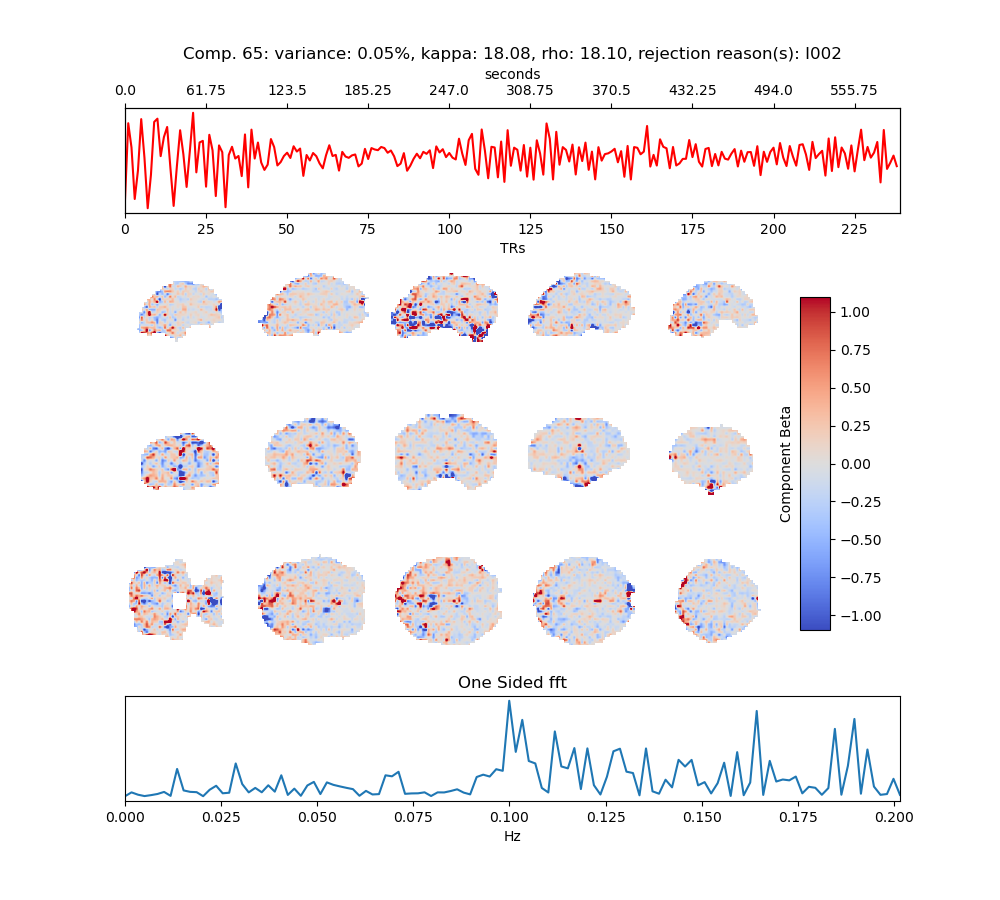 Comp. 65: variance: 0.05%, kappa: 18.08, rho: 18.10, rejection reason(s): I002
seconds
0.0 61.75 123.5 185.25 247.0 308.75 370.5 432.25 494.0 555.75
0 25 50 75 100 125 150 175 200 225
TRs
1.00
0.75
0.50
0.25
0.00
−0.25
−0.50
−0.75
−1.00
Component Beta
One Sided fft
0.000 0.025 0.050 0.075 0.100 0.125 0.150 0.175 0.200
Hz